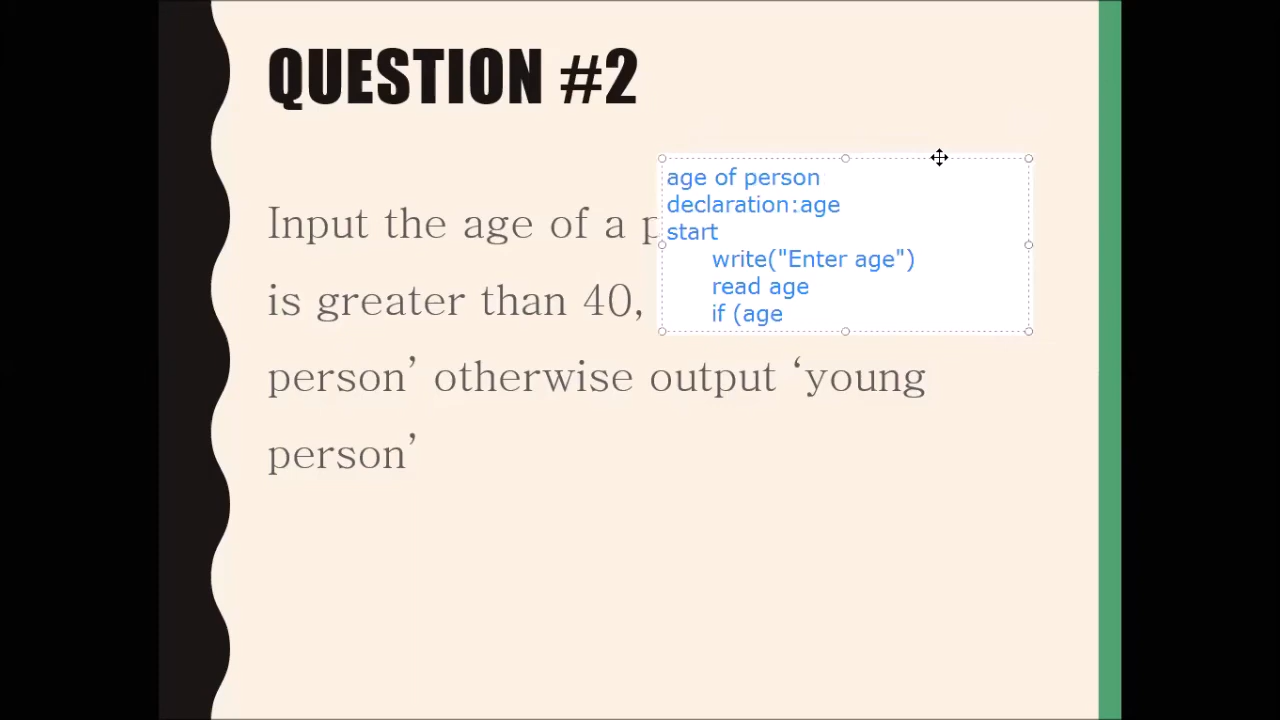 QUESTION #2
Input the age of a
is greater than 40,
person’ otherwise output ‘young
person’
age of person
declaration:age
start
write("Enter age")
read age
if (age